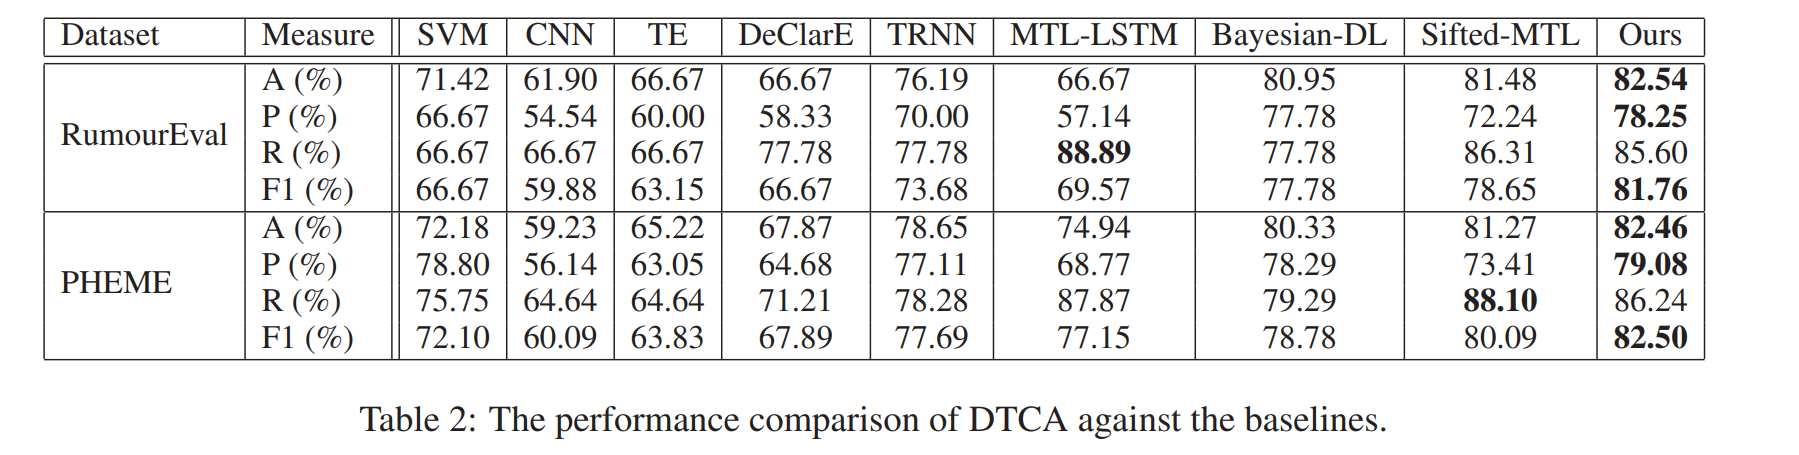 Dataset Measure SVM CNN TE DeClarE TRNN MTL-LSTM Bayesian-DL Sifted-MTL Ours
A (%) 71.42 61.90 66.67 66.67 76.19 66.67 80.95 81.48 82.54
P (%) 66.67 54.54 60.00 58.33 70.00 57.14 77.78 72.24 78.25
RumourEval
R (%) 66.67 66.67 66.67 77.78 77.78 88.89 77.78 86.31 85.60
F1 (%) 66.67 59.88 63.15 66.67 73.68 69.57 77.78 78.65 81.76
A (%) 72.18 59.23 65.22 67.87 78.65 74.94 80.33 81.27 82.46
P (%) 78.80 56.14 63.05 64.68 77.11 68.77 78.29 73.41 79.08
PHEME
R (%) 75.75 64.64 64.64 71.21 78.28 87.87 79.29 88.10 86.24
F1 (%) 72.10 60.09 63.83 67.89 77.69 77.15 78.78 80.09 82.50
Table 2: The performance comparison of DTCA against the baselines.